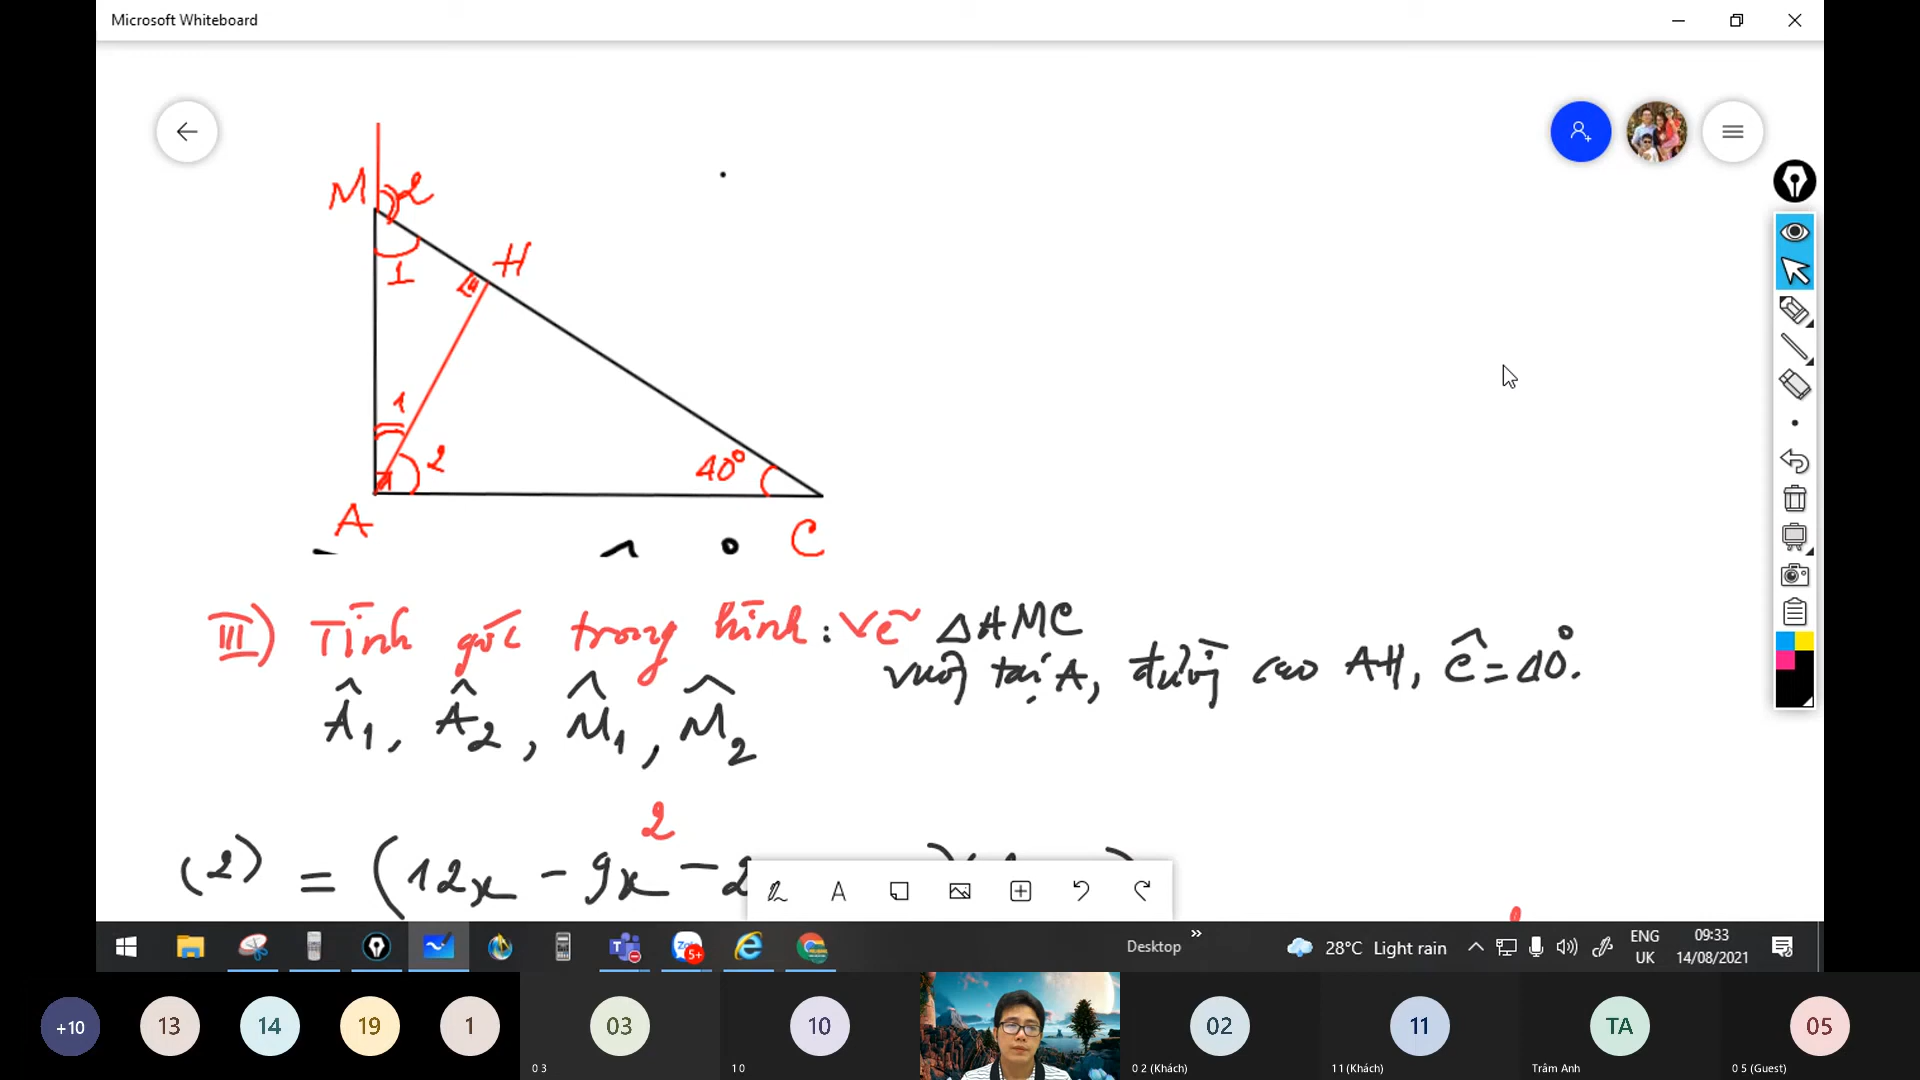 Microsoft Whiteboard
M 2
1
H
1
2
40°
A
C
III) Tính góc trong hình: Vẽ ΔAMC
vuông tại A, đường cao AH, Ĉ = 40°.
Â1, Â2, M̂1, M̂2
2
(2) = (12x - 9x - 2
Desktop
28°C Light rain
ENG
UK
09:33
14/08/2021
+10
13
14
19
1
03
10
02
11
TA
05
0 3
1 0
0 2 (Khách)
1 1 (Khách)
Trâm Anh
0 5 (Guest)